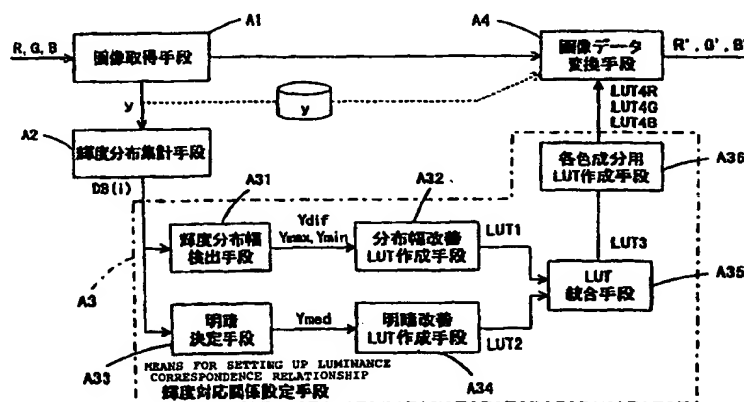 A1
A4
R, G, B
画像取得手段
画像データ
変換手段
R', G', B'
y
y
LUT4R
LUT4G
LUT4B
A2
輝度分布集計手段
各色成分用
LUT作成手段
A36
DB(i)
A31
A32
Ydif
Ymax, Ymin
輝度分布幅
検出手段
分布幅改善
LUT作成手段
LUT1
LUT3
A3
LUT
統合手段
A35
明暗
決定手段
Ymed
明暗改善
LUT作成手段
LUT2
A33
A34
MEANS FOR SETTING UP LUMINANCE
CORRESPONDENCE RELATIONSHIP
輝度対応関係設定手段